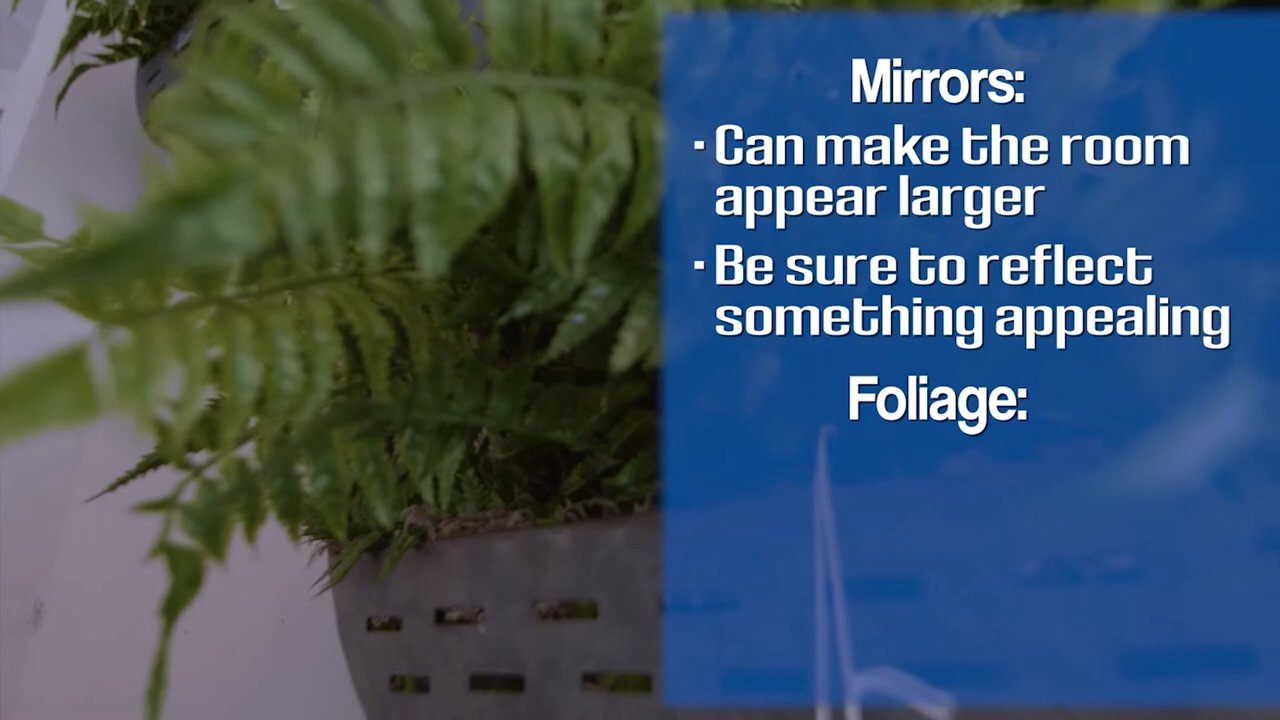 Mirrors:
· Can make the room
appear larger
· Be sure to reflect
something appealing
Foliage: